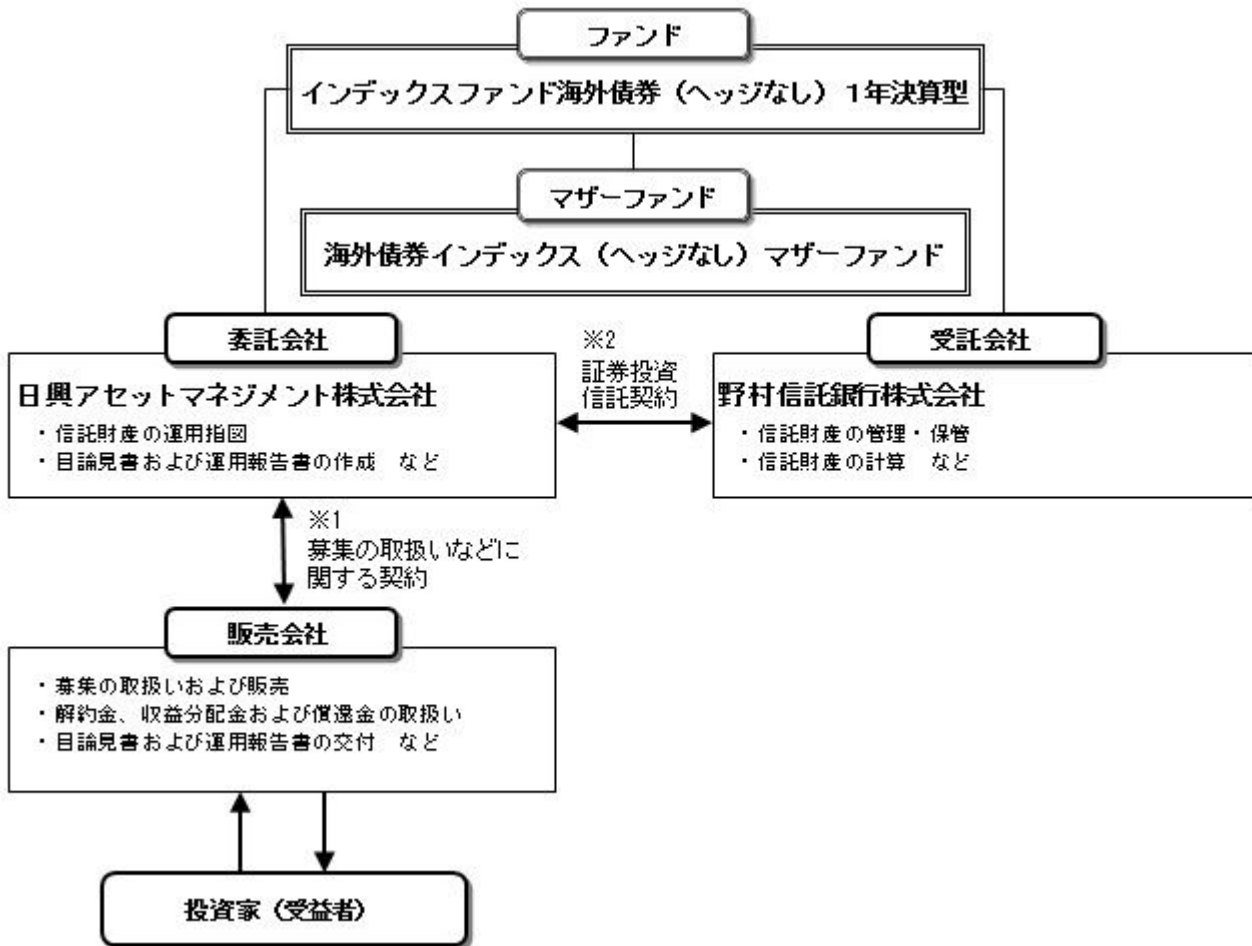 ファンド
インデックスファンド海外債券（ヘッジなし）１年決算型
マザーファンド
海外債券インデックス（ヘッジなし）マザーファンド
委託会社
日興アセットマネジメント株式会社
・信託財産の運用指図
・目論見書および運用報告書の作成　など
※2
証券投資
信託契約
受託会社
野村信託銀行株式会社
・信託財産の管理・保管
・信託財産の計算　など
※1
募集の取扱いなどに
関する契約
販売会社
・募集の取扱いおよび販売
・解約金、収益分配金および償還金の取扱い
・目論見書および運用報告書の交付　など
投資家（受益者）